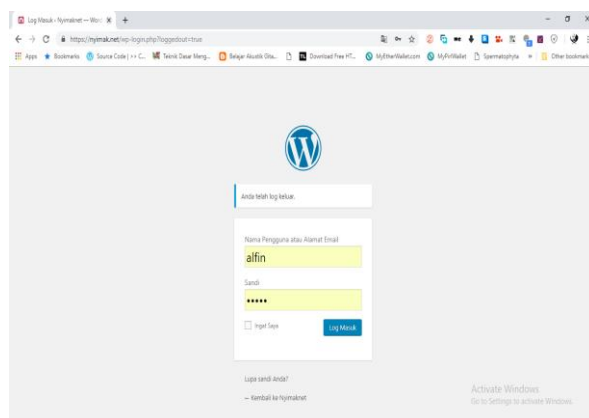 Log Masuk ‹ Nyimaknet — Wor
https://nyimak.net/wp-login.php?loggedout=true
Apps
Bookmarks
Source Code | >> C...
Teknik Dasar Meng...
Belajar Akustik Gita...
Download Free HT...
MyEtherWallet.com
MyPirWallet
Spermatophyta
»
Other bookmark
Anda telah log keluar.
Nama Pengguna atau Alamat Email
alfin
Sandi
•••••
Ingat Saya
Log Masuk
Lupa sandi Anda?
← Kembali ke Nyimaknet
Activate Windows
Go to Settings to activate Windows.